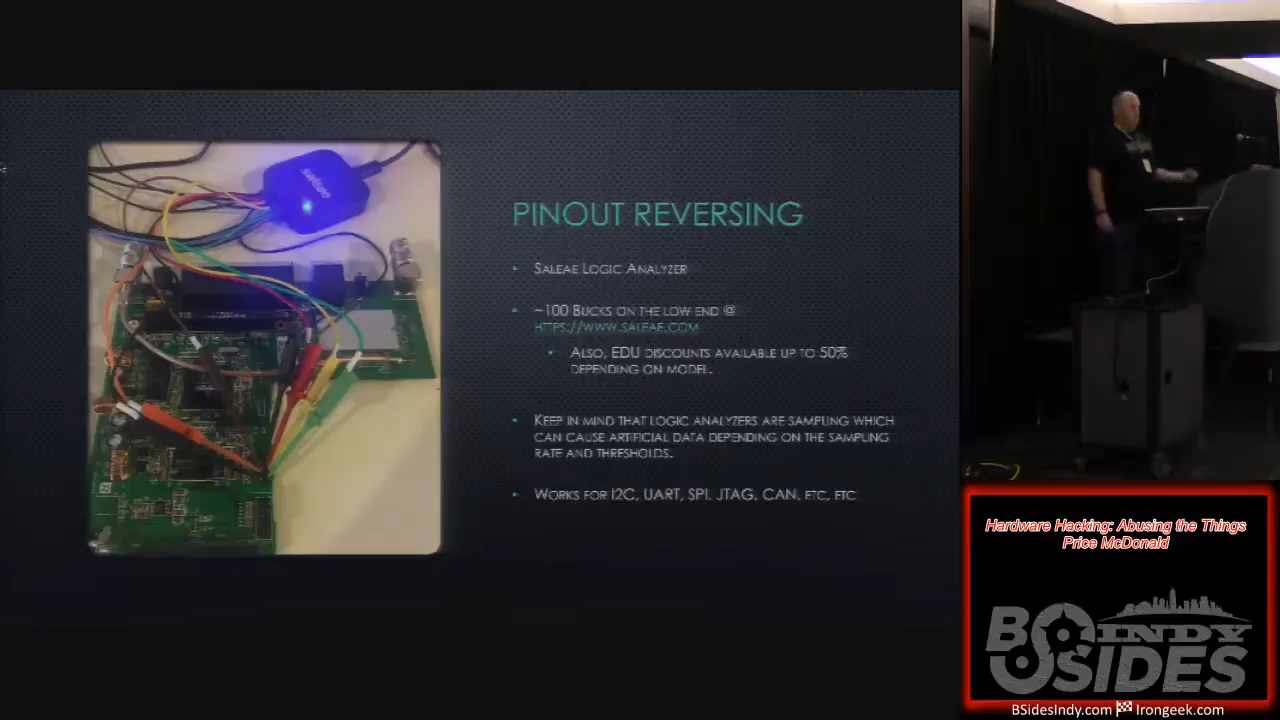 saleae
PINOUT REVERSING
SALEAE LOGIC ANALYZER
~100 BUCKS ON THE LOW END @
HTTPS://WWW.SALEAE.COM
ALSO, EDU DISCOUNTS AVAILABLE UP TO 50%
DEPENDING ON MODEL.
KEEP IN MIND THAT LOGIC ANALYZERS ARE SAMPLING WHICH
CAN CAUSE ARTIFICIAL DATA DEPENDING ON THE SAMPLING
RATE AND THRESHOLDS.
WORKS FOR I2C, UART, SPI, JTAG, CAN, ETC, ETC
Hardware Hacking: Abusing the Things
Price McDonald
BSIDES
INDY
BSidesIndy.com Irongeek.com